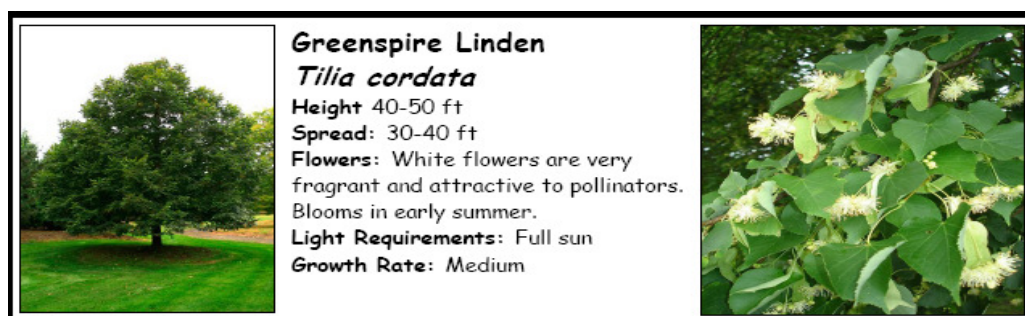 Greenspire Linden
Tilia cordata
Height 40-50 ft
Spread: 30-40 ft
Flowers: White flowers are very
fragrant and attractive to pollinators.
Blooms in early summer.
Light Requirements: Full sun
Growth Rate: Medium